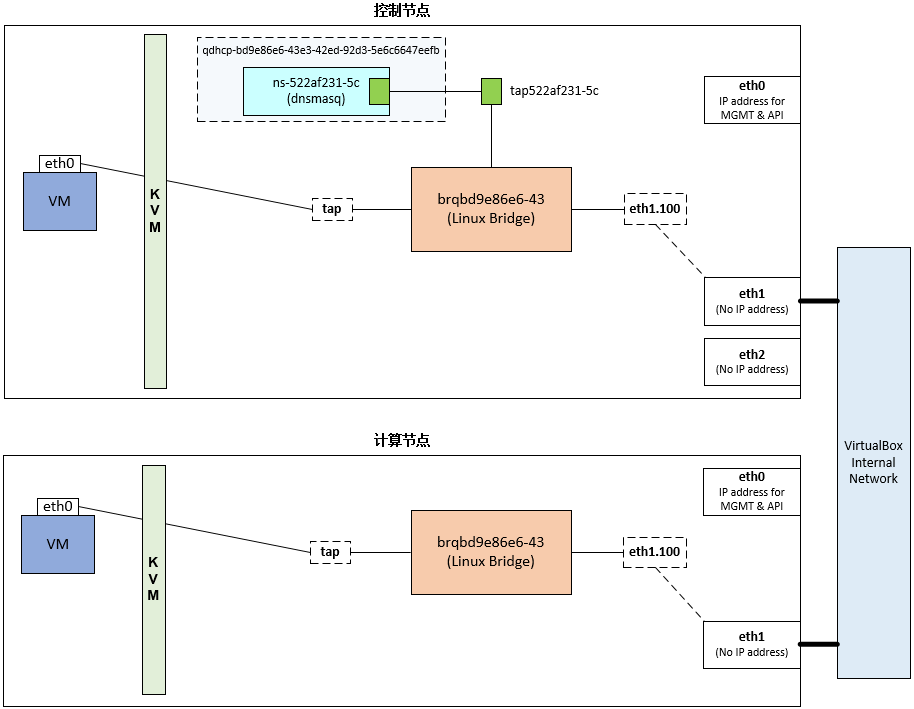 控制节点
qdhcp-bd9e86e6-43e3-42ed-92d3-5e6c6647eefb
ns-522af231-5c
(dnsmasq)
tap522af231-5c
eth0
IP address for
MGMT & API
eth0
VM
K
V
M
tap
brqbd9e86e6-43
(Linux Bridge)
eth1.100
eth1
(No IP address)
eth2
(No IP address)
VirtualBox
Internal
Network
计算节点
eth0
IP address for
MGMT & API
eth0
VM
K
V
M
tap
brqbd9e86e6-43
(Linux Bridge)
eth1.100
eth1
(No IP address)